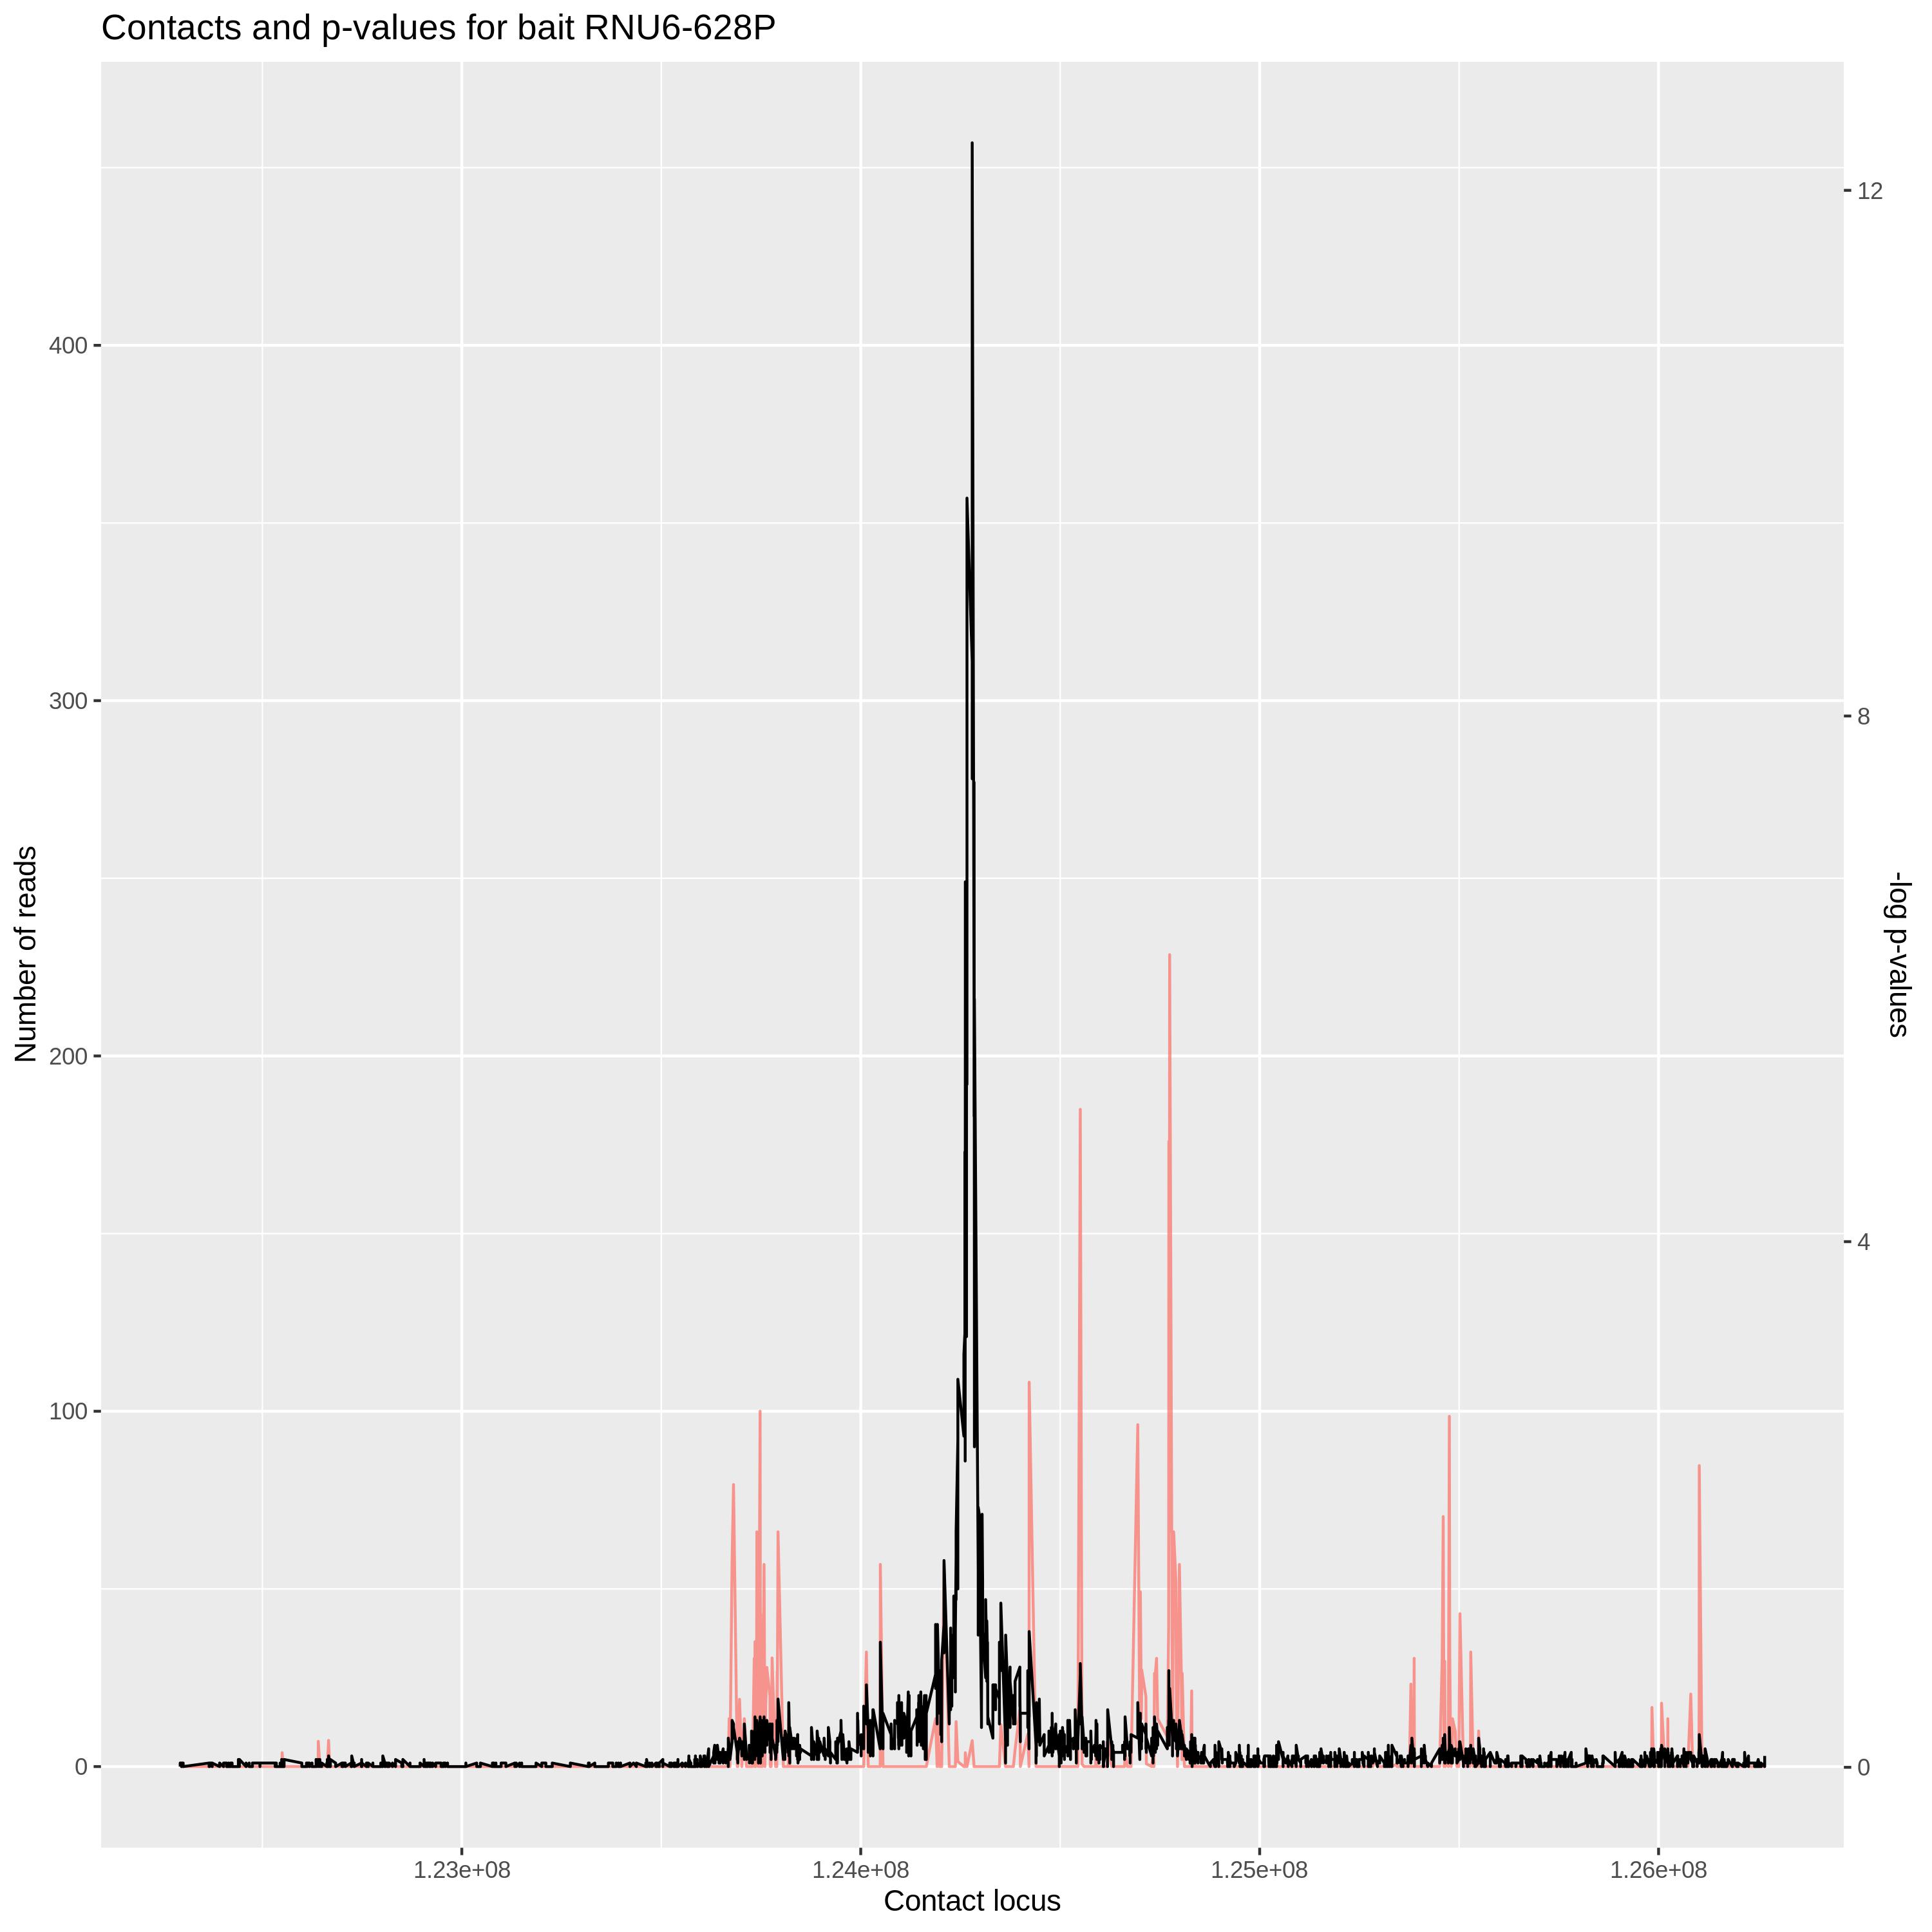 Contacts and p-values for bait RNU6-628P
400
300
200
100
0
12
8
4
0
Number of reads
-log p-values
1.23e+08
1.24e+08
1.25e+08
1.26e+08
Contact locus